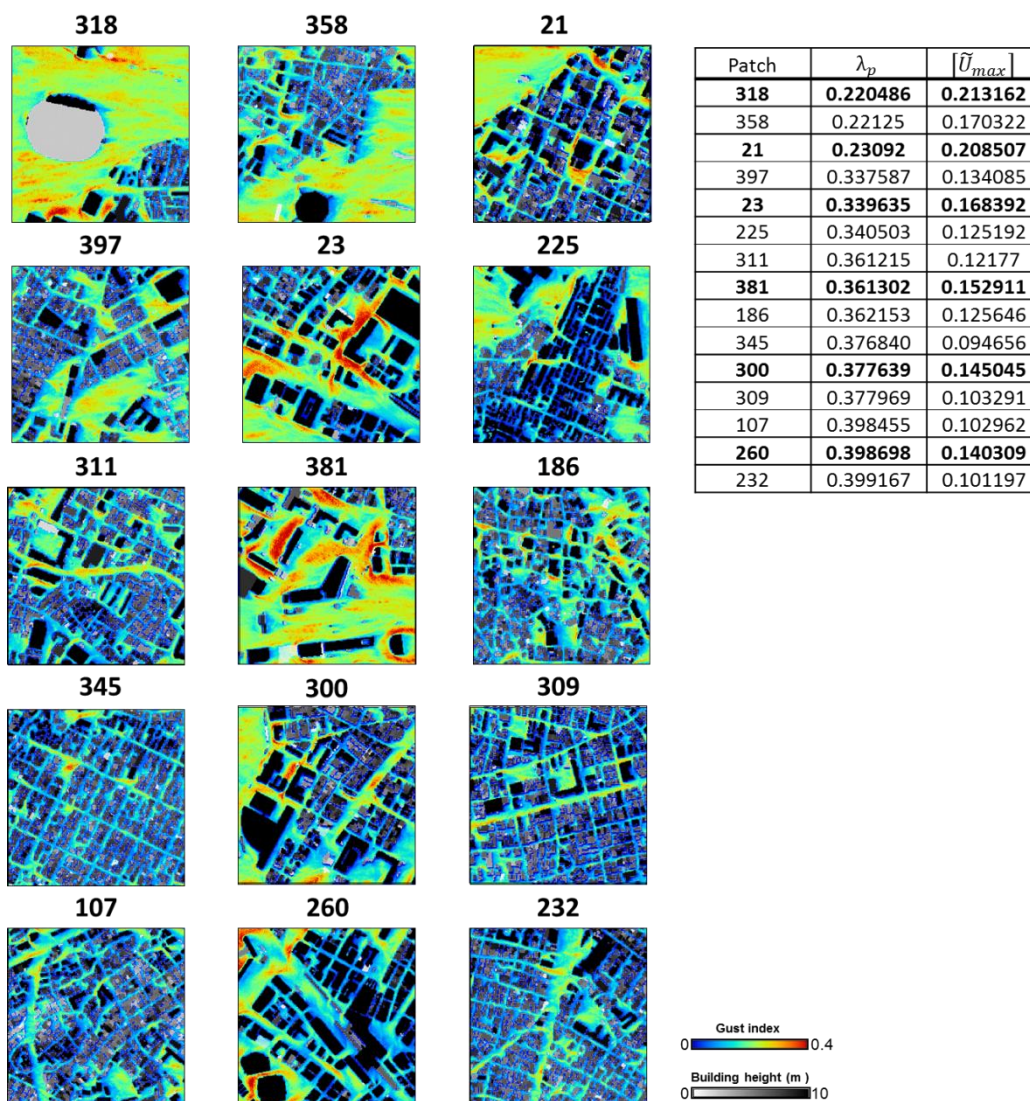 318 358 21
397 23 225
311 381 186
345 300 309
107 260 232
Patch λ_p [Ũ_max]
318 0.220486 0.213162
358 0.22125 0.170322
21 0.23092 0.208507
397 0.337587 0.134085
23 0.339635 0.168392
225 0.340503 0.125192
311 0.361215 0.12177
381 0.361302 0.152911
186 0.362153 0.125646
345 0.376840 0.094656
300 0.377639 0.145045
309 0.377969 0.103291
107 0.398455 0.102962
260 0.398698 0.140309
232 0.399167 0.101197
Gust index
0 0.4
Building height (m )
0 10